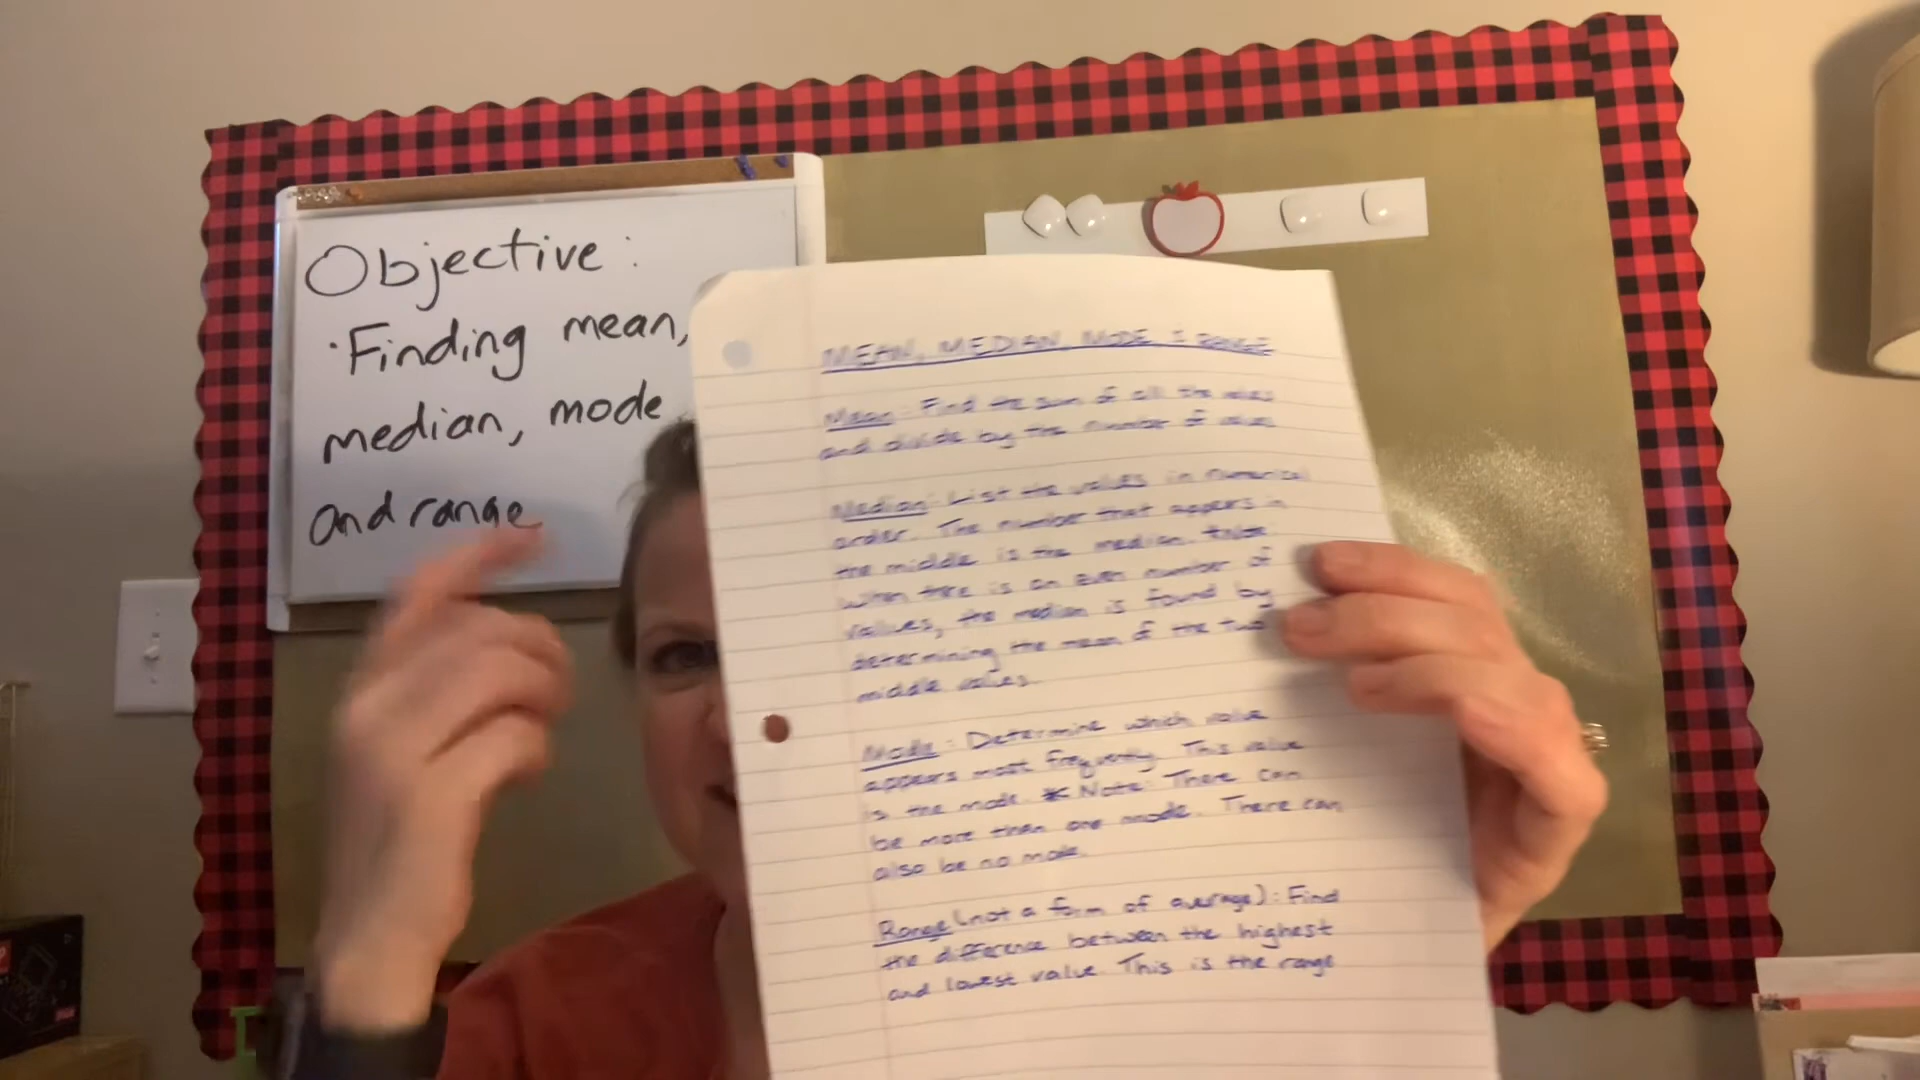 Objective:
·Finding mean,
median, mode
and range
MEAN, MEDIAN, MODE & RANGE
Mean: Find the sum of all the values
and divide by the number of values
Median: List the values in numerical
order. The number that appears in
the middle is the median. *Note:
When there is an even number of
values, the median is found by
determining the mean of the two
middle values.
Mode: Determine which value
appears most frequently. This value
is the mode. * Note: There can
be more than one mode. There can
also be no mode.
Range (not a form of average): Find
the difference between the highest
and lowest value. This is the range